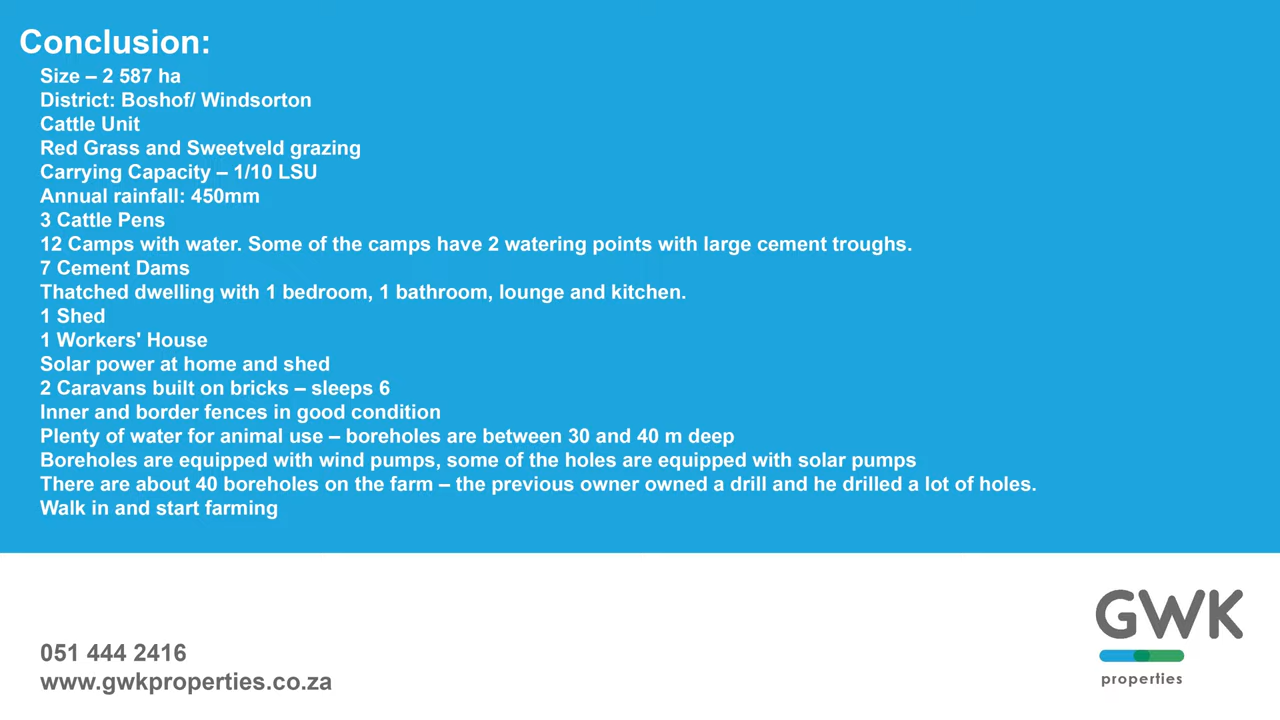 Conclusion:
Size – 2 587 ha
District: Boshof/ Windsorton
Cattle Unit
Red Grass and Sweetveld grazing
Carrying Capacity – 1/10 LSU
Annual rainfall: 450mm
3 Cattle Pens
12 Camps with water. Some of the camps have 2 watering points with large cement troughs.
7 Cement Dams
Thatched dwelling with 1 bedroom, 1 bathroom, lounge and kitchen.
1 Shed
1 Workers' House
Solar power at home and shed
2 Caravans built on bricks – sleeps 6
Inner and border fences in good condition
Plenty of water for animal use – boreholes are between 30 and 40 m deep
Boreholes are equipped with wind pumps, some of the holes are equipped with solar pumps
There are about 40 boreholes on the farm – the previous owner owned a drill and he drilled a lot of holes.
Walk in and start farming
051 444 2416
www.gwkproperties.co.za
GWK
properties